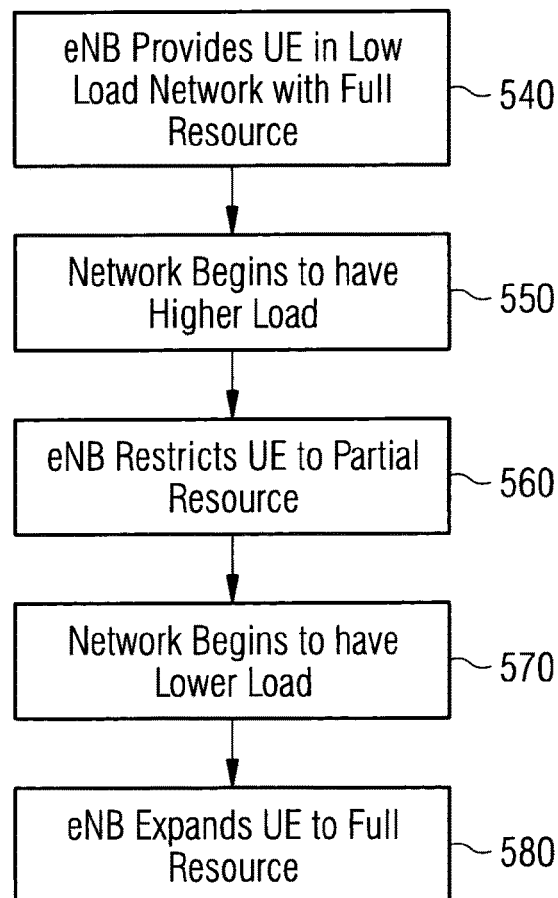 eNB Provides UE in Low
Load Network with Full
Resource
540
Network Begins to have
Higher Load
550
eNB Restricts UE to Partial
Resource
560
Network Begins to have
Lower Load
570
eNB Expands UE to Full
Resource
580